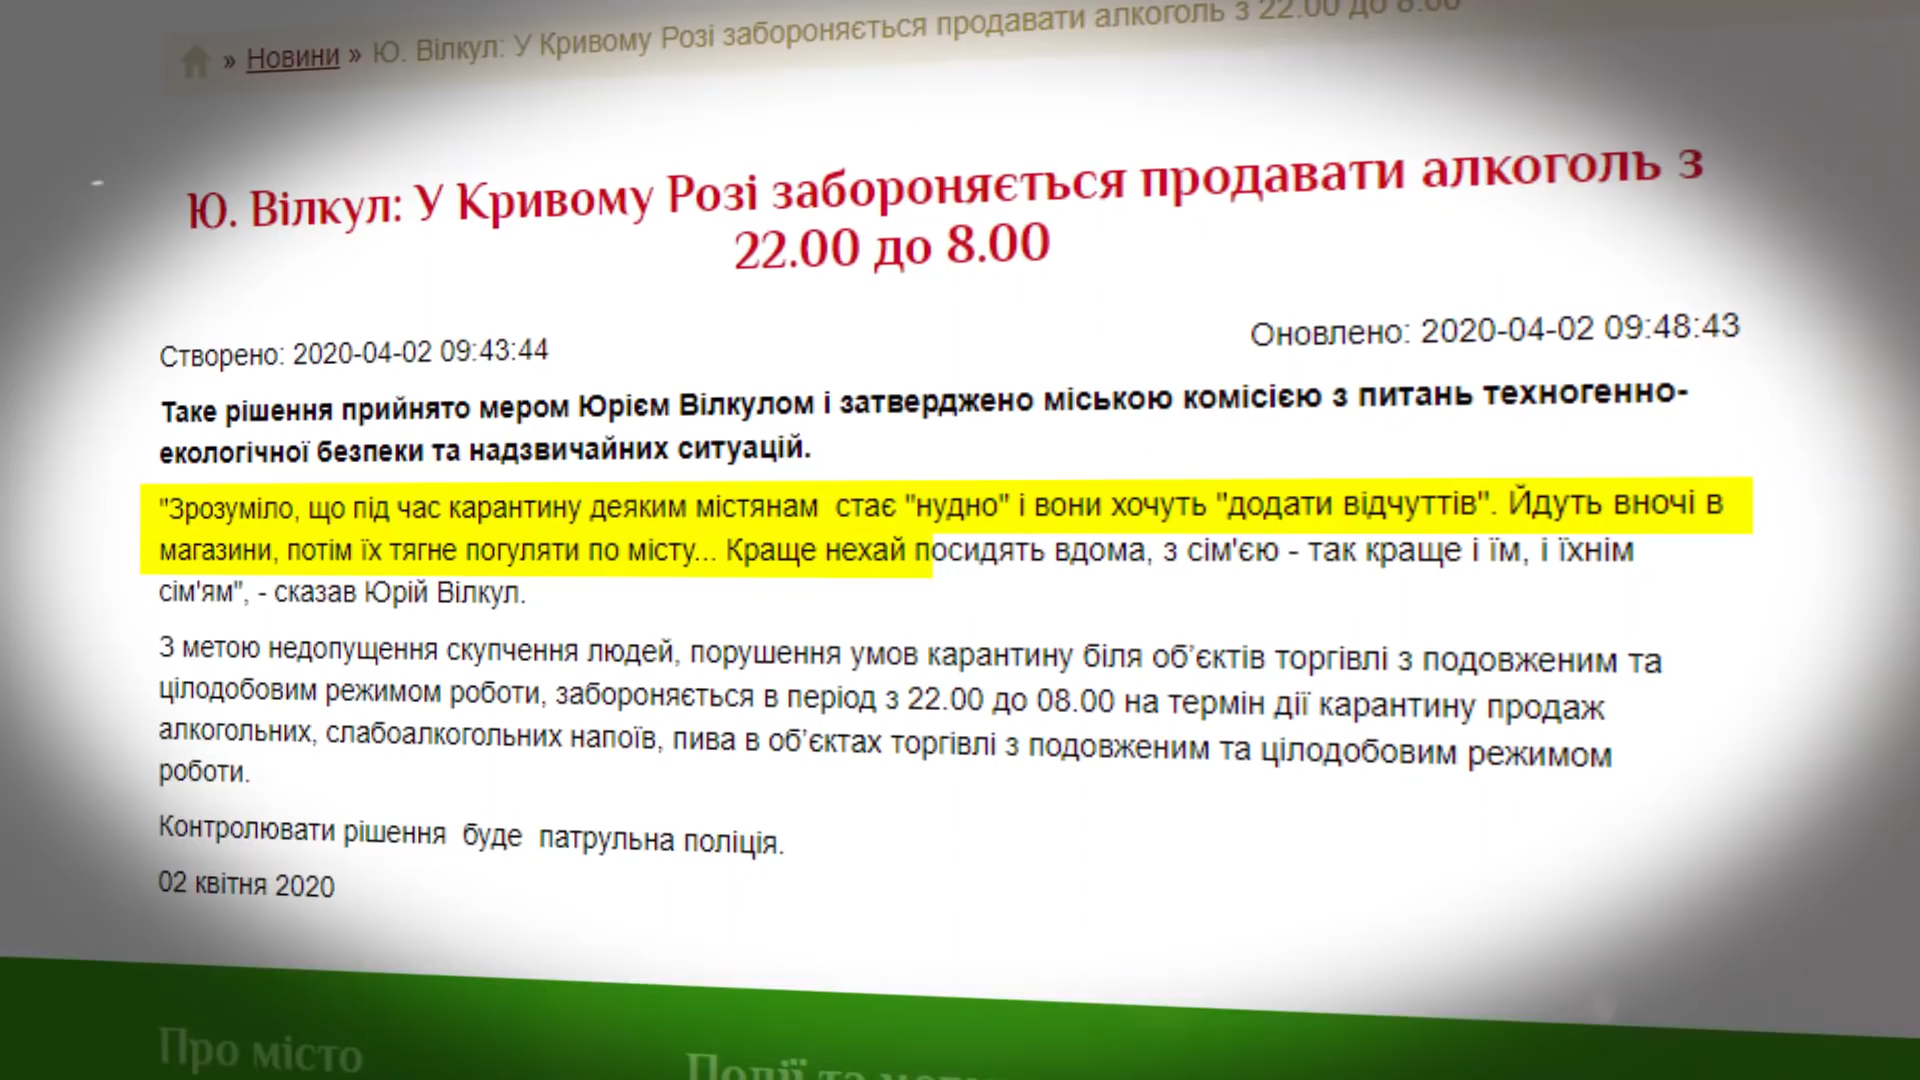 » Новини » Ю. Вілкул: У Кривому Розі забороняється продавати алкоголь з 22.00 до 8.00
Ю. Вілкул: У Кривому Розі забороняється продавати алкоголь з
22.00 до 8.00
Створено: 2020-04-02 09:43:44
Оновлено: 2020-04-02 09:48:43
Таке рішення прийнято мером Юрієм Вілкулом і затверджено міською комісією з питань техногенно-
екологічної безпеки та надзвичайних ситуацій.
"Зрозуміло, що під час карантину деяким містянам  стає "нудно" і вони хочуть "додати відчуттів". Йдуть вночі в
магазини, потім їх тягне погуляти по місту... Краще нехай посидять вдома, з сім'єю - так краще і їм, і їхнім
сім'ям", - сказав Юрій Вілкул.
З метою недопущення скупчення людей, порушення умов карантину біля об’єктів торгівлі з подовженим та
цілодобовим режимом роботи, забороняється в період з 22.00 до 08.00 на термін дії карантину продаж
алкогольних, слабоалкогольних напоїв, пива в об’єктах торгівлі з подовженим та цілодобовим режимом
роботи.
Контролювати рішення  буде  патрульна поліція.
02 квітня 2020
Про місто
Події та